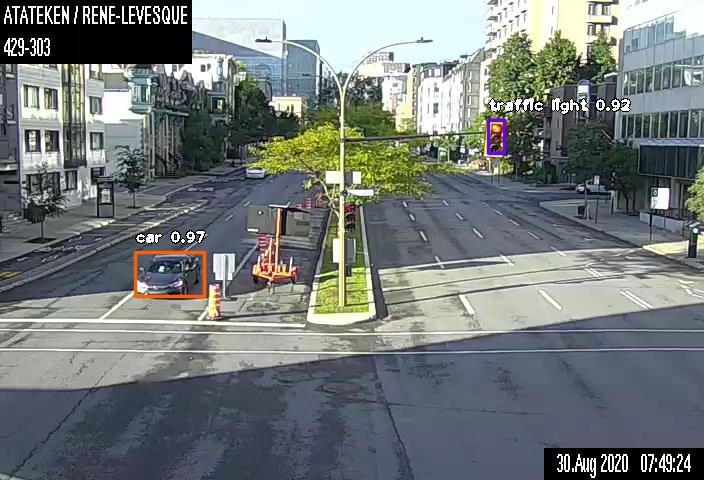 ATATEKEN / RENE-LEVESQUE
429-303
traffic light 0.92
car 0.97
30.Aug 2020 07:49:24